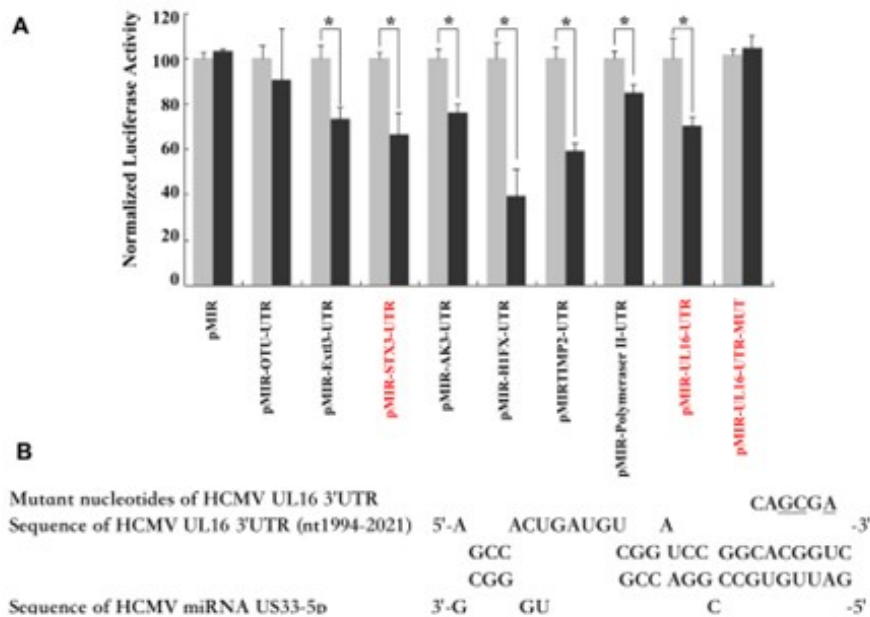 A
Normalized Luciferase Activity
120
100
80
60
40
20
0
* * * * * * *
pMIR
pMIR-OTU-UTR
pMIR-Extl3-UTR
pMIR-STX3-UTR
pMIR-AK3-UTR
pMIR-H1FX-UTR
pMIRTIMP2-UTR
pMIR-Polymeraser II-UTR
pMIR-UL16-UTR
pMIR-UL16-UTR-MUT
B
Mutant nucleotides of HCMV UL16 3'UTR CAGCGA
Sequence of HCMV UL16 3'UTR (nt1994-2021) 5'-A ACUGAUGU A -3'
GCC CGG UCC GGCACGGUC
CGG GCC AGG CCGUGUUAG
Sequence of HCMV miRNA US33-5p 3'-G GU C -5'